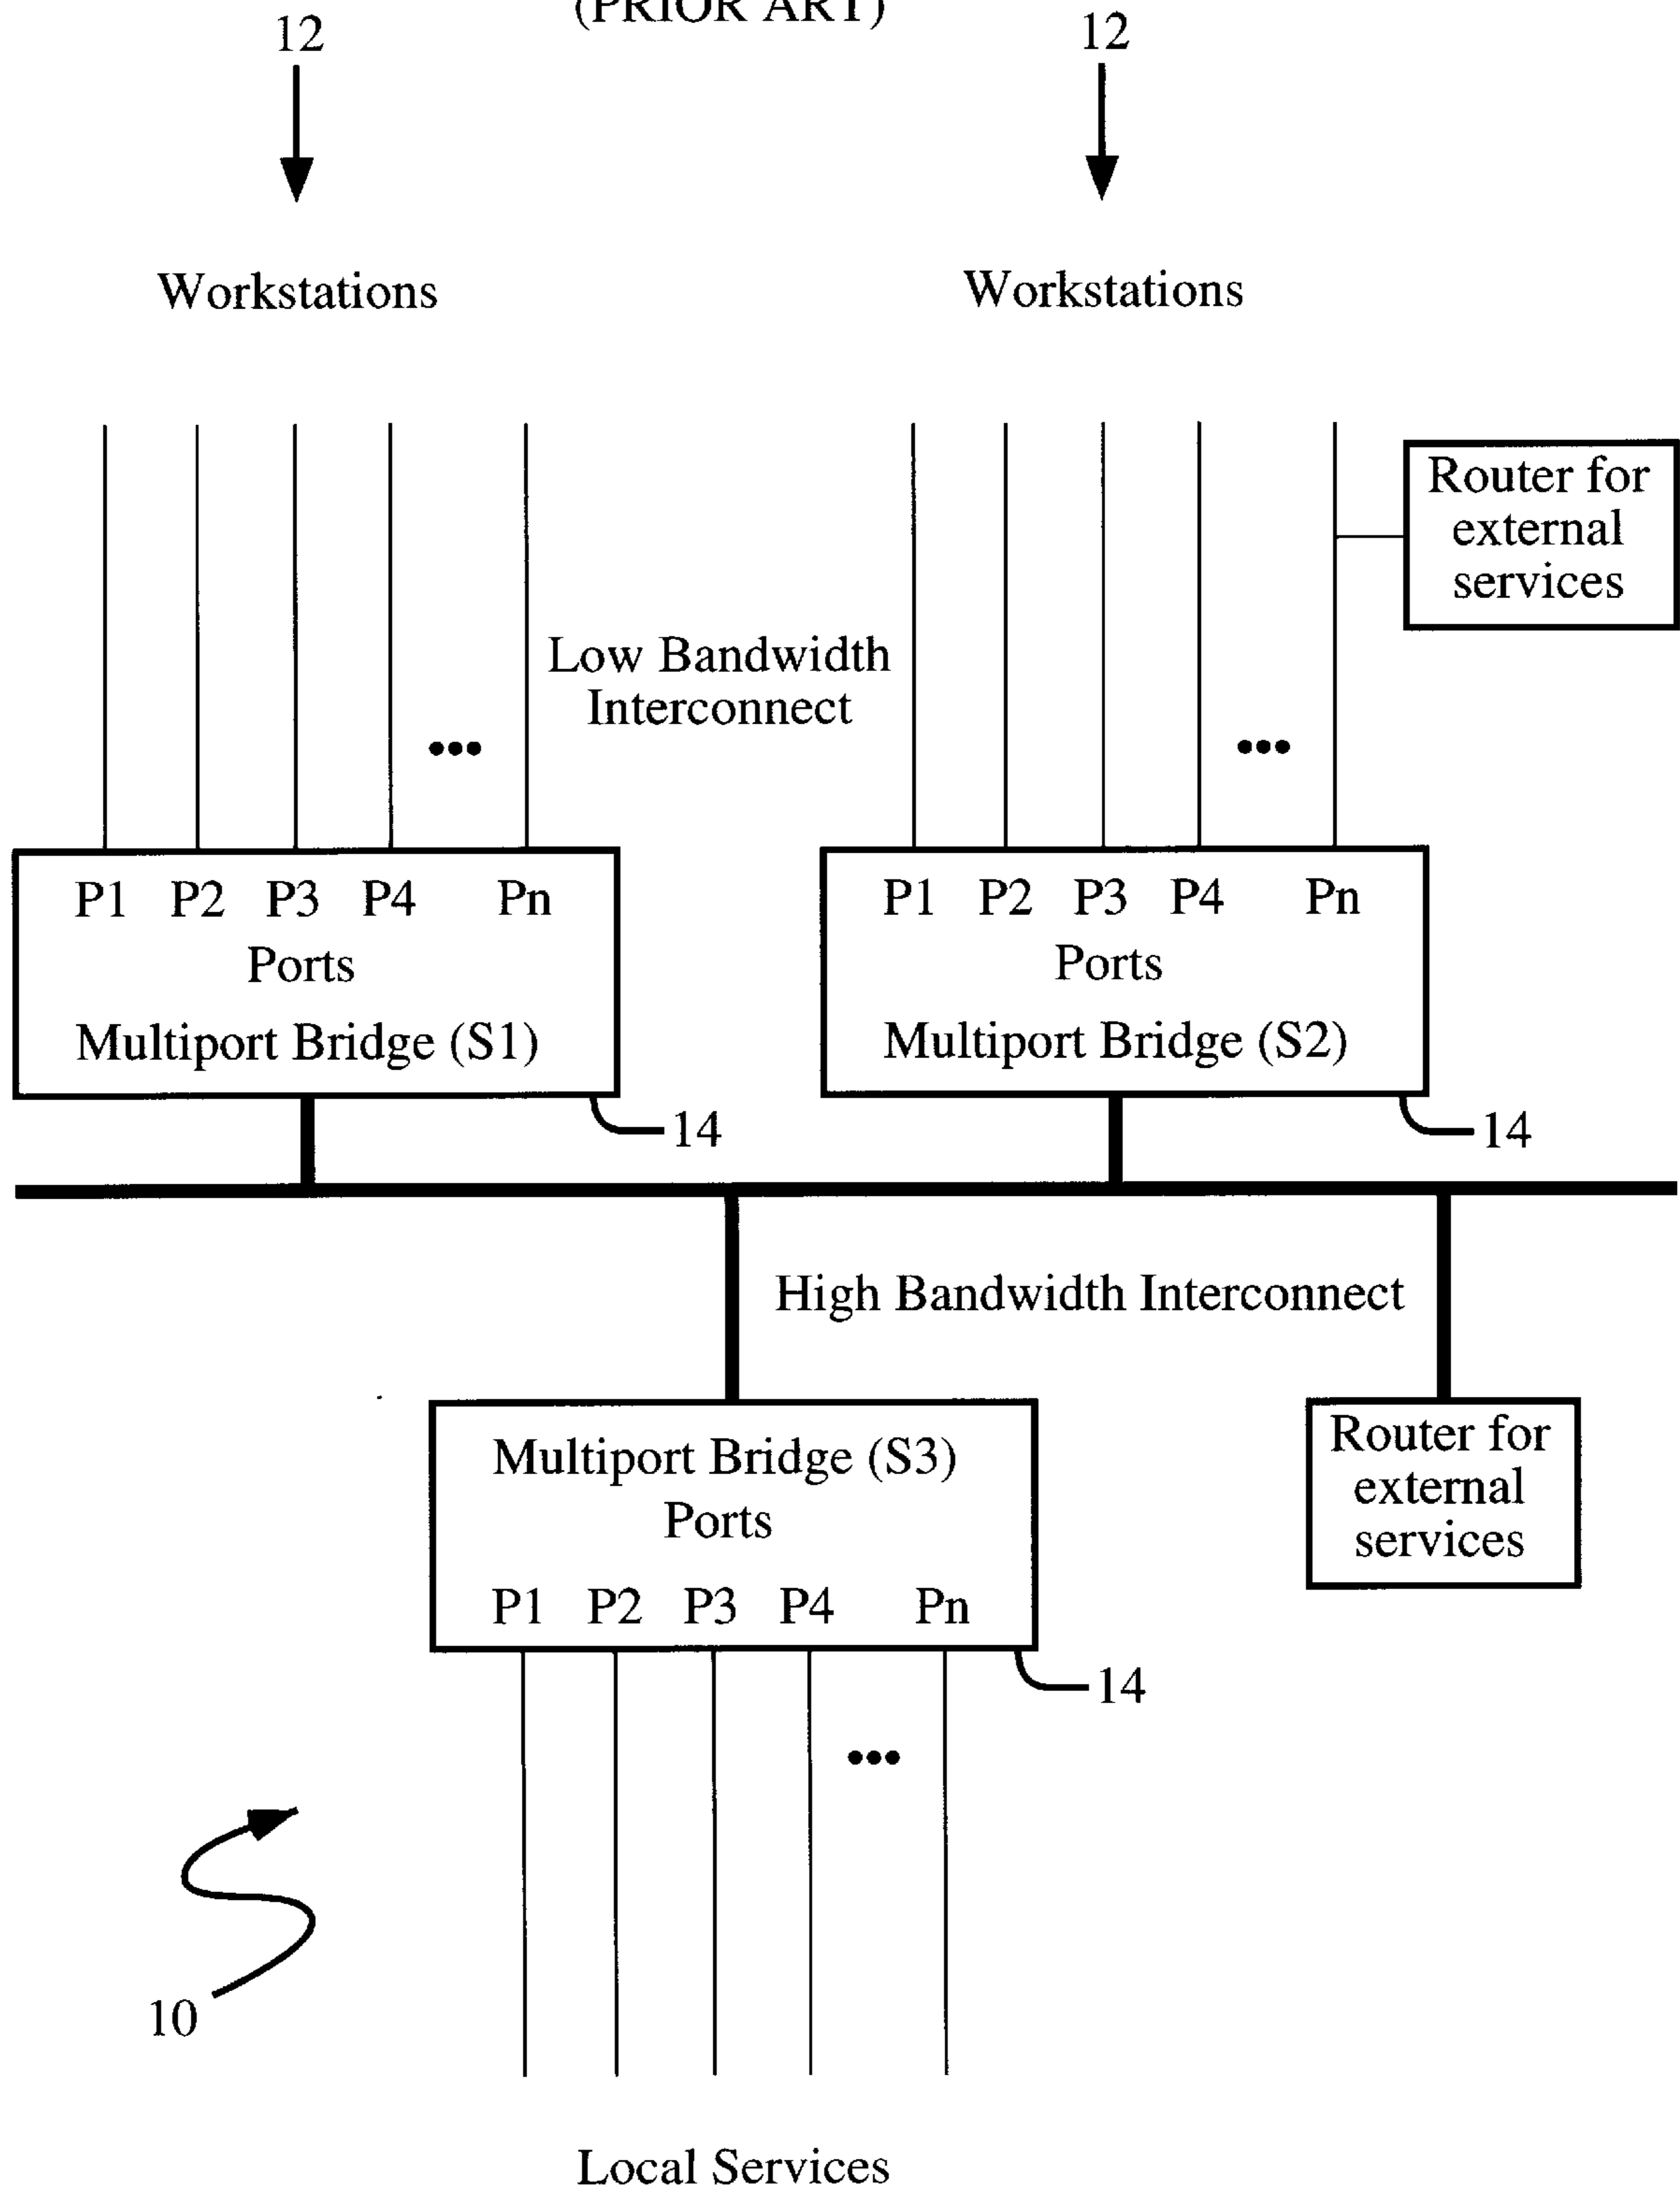 (PRIOR ART)
12
12
Workstations
Workstations
Router for
external
services
Low Bandwidth
Interconnect
•••
•••
P1 P2 P3 P4 Pn
Ports
Multiport Bridge (S1)
14
P1 P2 P3 P4 Pn
Ports
Multiport Bridge (S2)
14
High Bandwidth Interconnect
Multiport Bridge (S3)
Ports
P1 P2 P3 P4 Pn
14
Router for
external
services
•••
10
Local Services